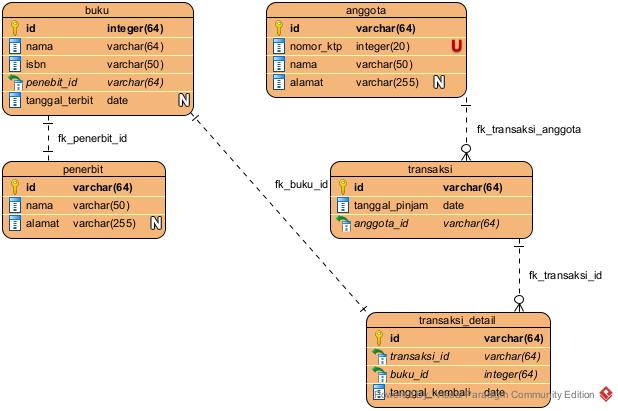 buku
id integer(64)
nama varchar(64)
isbn varchar(50)
penebit_id varchar(64)
tanggal_terbit date N
anggota
id varchar(64)
nomor_ktp integer(20) U
nama varchar(50)
alamat varchar(255) N
fk_penerbit_id
fk_transaksi_anggota
penerbit
id varchar(64)
nama varchar(50)
alamat varchar(255) N
fk_buku_id
transaksi
id varchar(64)
tanggal_pinjam date
anggota_id varchar(64)
fk_transaksi_id
transaksi_detail
id varchar(64)
transaksi_id varchar(64)
buku_id integer(64)
tanggal_kembali date
Powered By Visual Paradigm Community Edition